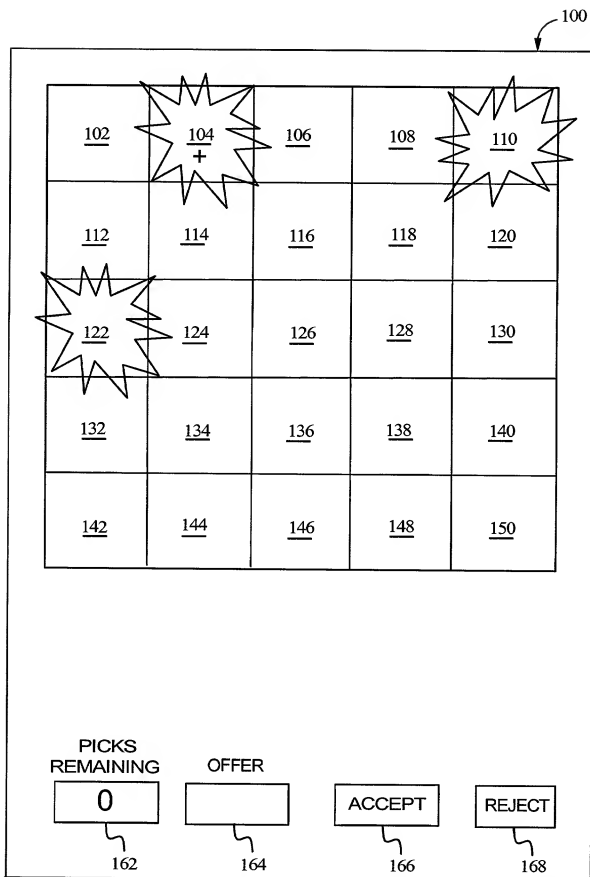 100
102 104 106 108 110
+
112 114 116 118 120
122 124 126 128 130
132 134 136 138 140
142 144 146 148 150
PICKS
REMAINING OFFER
0 ACCEPT REJECT
162 164 166 168